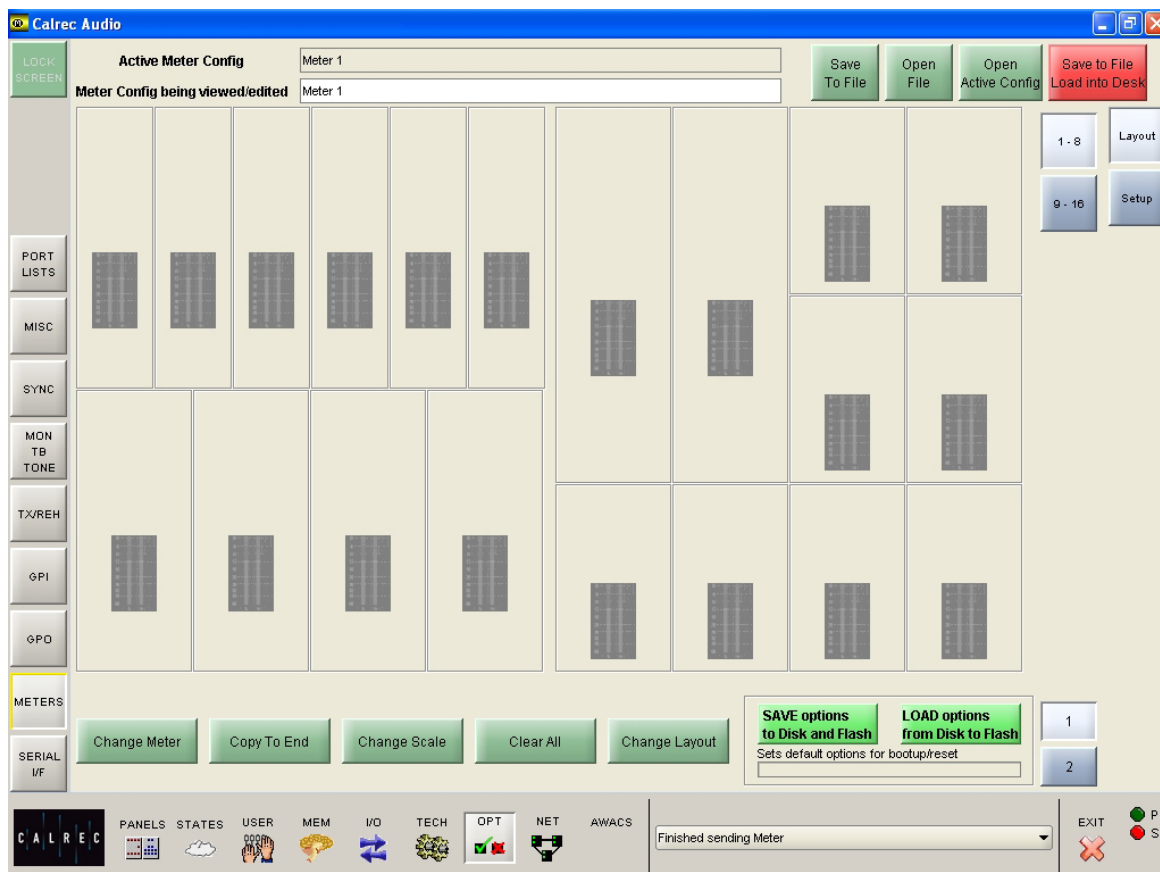 Calrec Audio
LOCK
SCREEN
Active Meter Config
Meter 1
Save
To File
Open
File
Open
Active Config
Save to File
Load into Desk
Meter Config being viewed/edited
Meter 1
1 - 8
Layout
9 - 16
Setup
PORT
LISTS
MISC
SYNC
MON
TB
TONE
TX/REH
GPI
GPO
METERS
SERIAL
I/F
Change Meter
Copy To End
Change Scale
Clear All
Change Layout
SAVE options
to Disk and Flash
LOAD options
from Disk to Flash
Sets default options for bootup/reset
1
2
CALREC
PANELS
STATES
USER
MEM
I/O
TECH
OPT
NET
AWACS
Finished sending Meter
EXIT
P
S